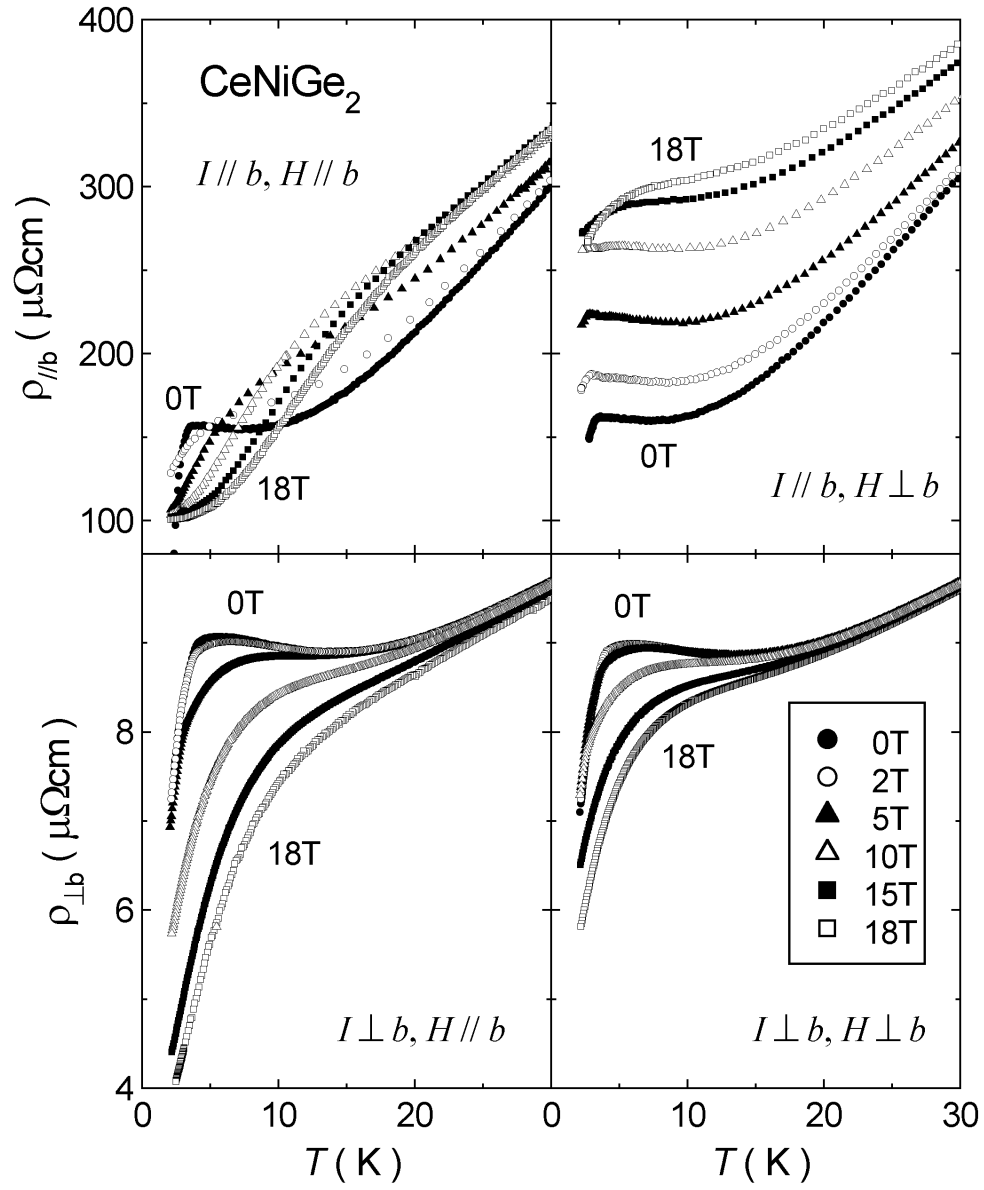 400
CeNiGe2
I // b, H // b
300
ρ//b ( μΩcm)
200
0T
18T
100
18T
0T
I // b, H ⊥ b
0T
8
ρ⊥b ( μΩcm)
6
18T
I ⊥ b, H // b
4
0T
18T
0T
2T
5T
10T
15T
18T
I ⊥ b, H ⊥ b
0 10 20 0 10 20 30
T ( K ) T ( K )